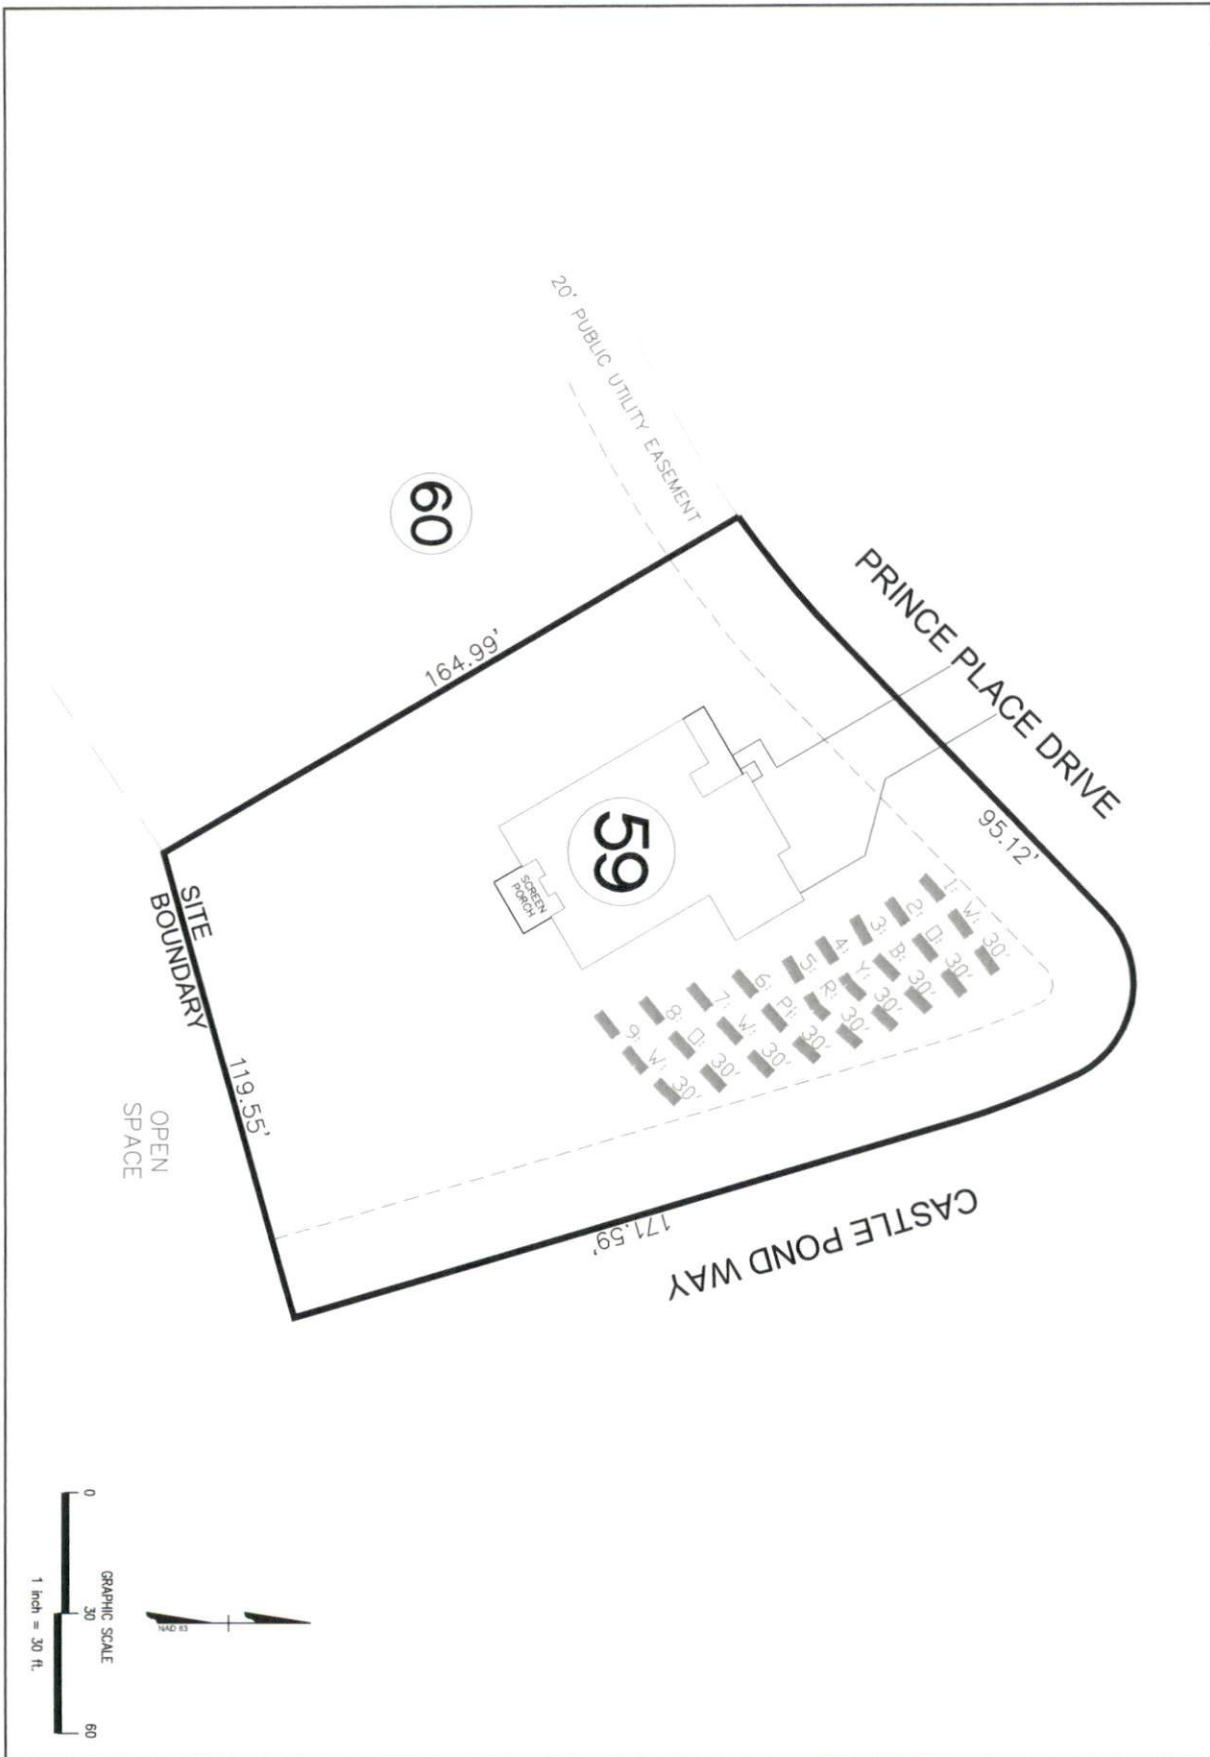 20' PUBLIC UTILITY EASEMENT
60
PRINCE PLACE DRIVE
164.99'
95.12'
59
SCREEN
PORCH
1: W: 30'
2: O: 30'
3: B: 30'
4: Y: 30'
5: R: 30'
6: Pi: 30'
7: W: 30'
8: O: 30'
9: W: 30'
SITE
BOUNDARY
119.55'
OPEN
SPACE
171.59'
CASTLE POND WAY
NAD 83
GRAPHIC SCALE
0 30 60
1 inch = 30 ft.